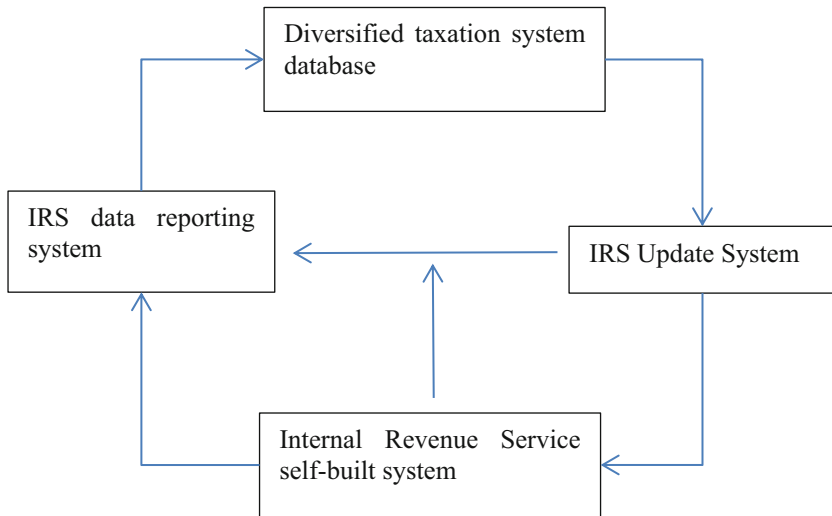 Diversified taxation system
database
IRS data reporting
system
IRS Update System
Internal Revenue Service
self-built system